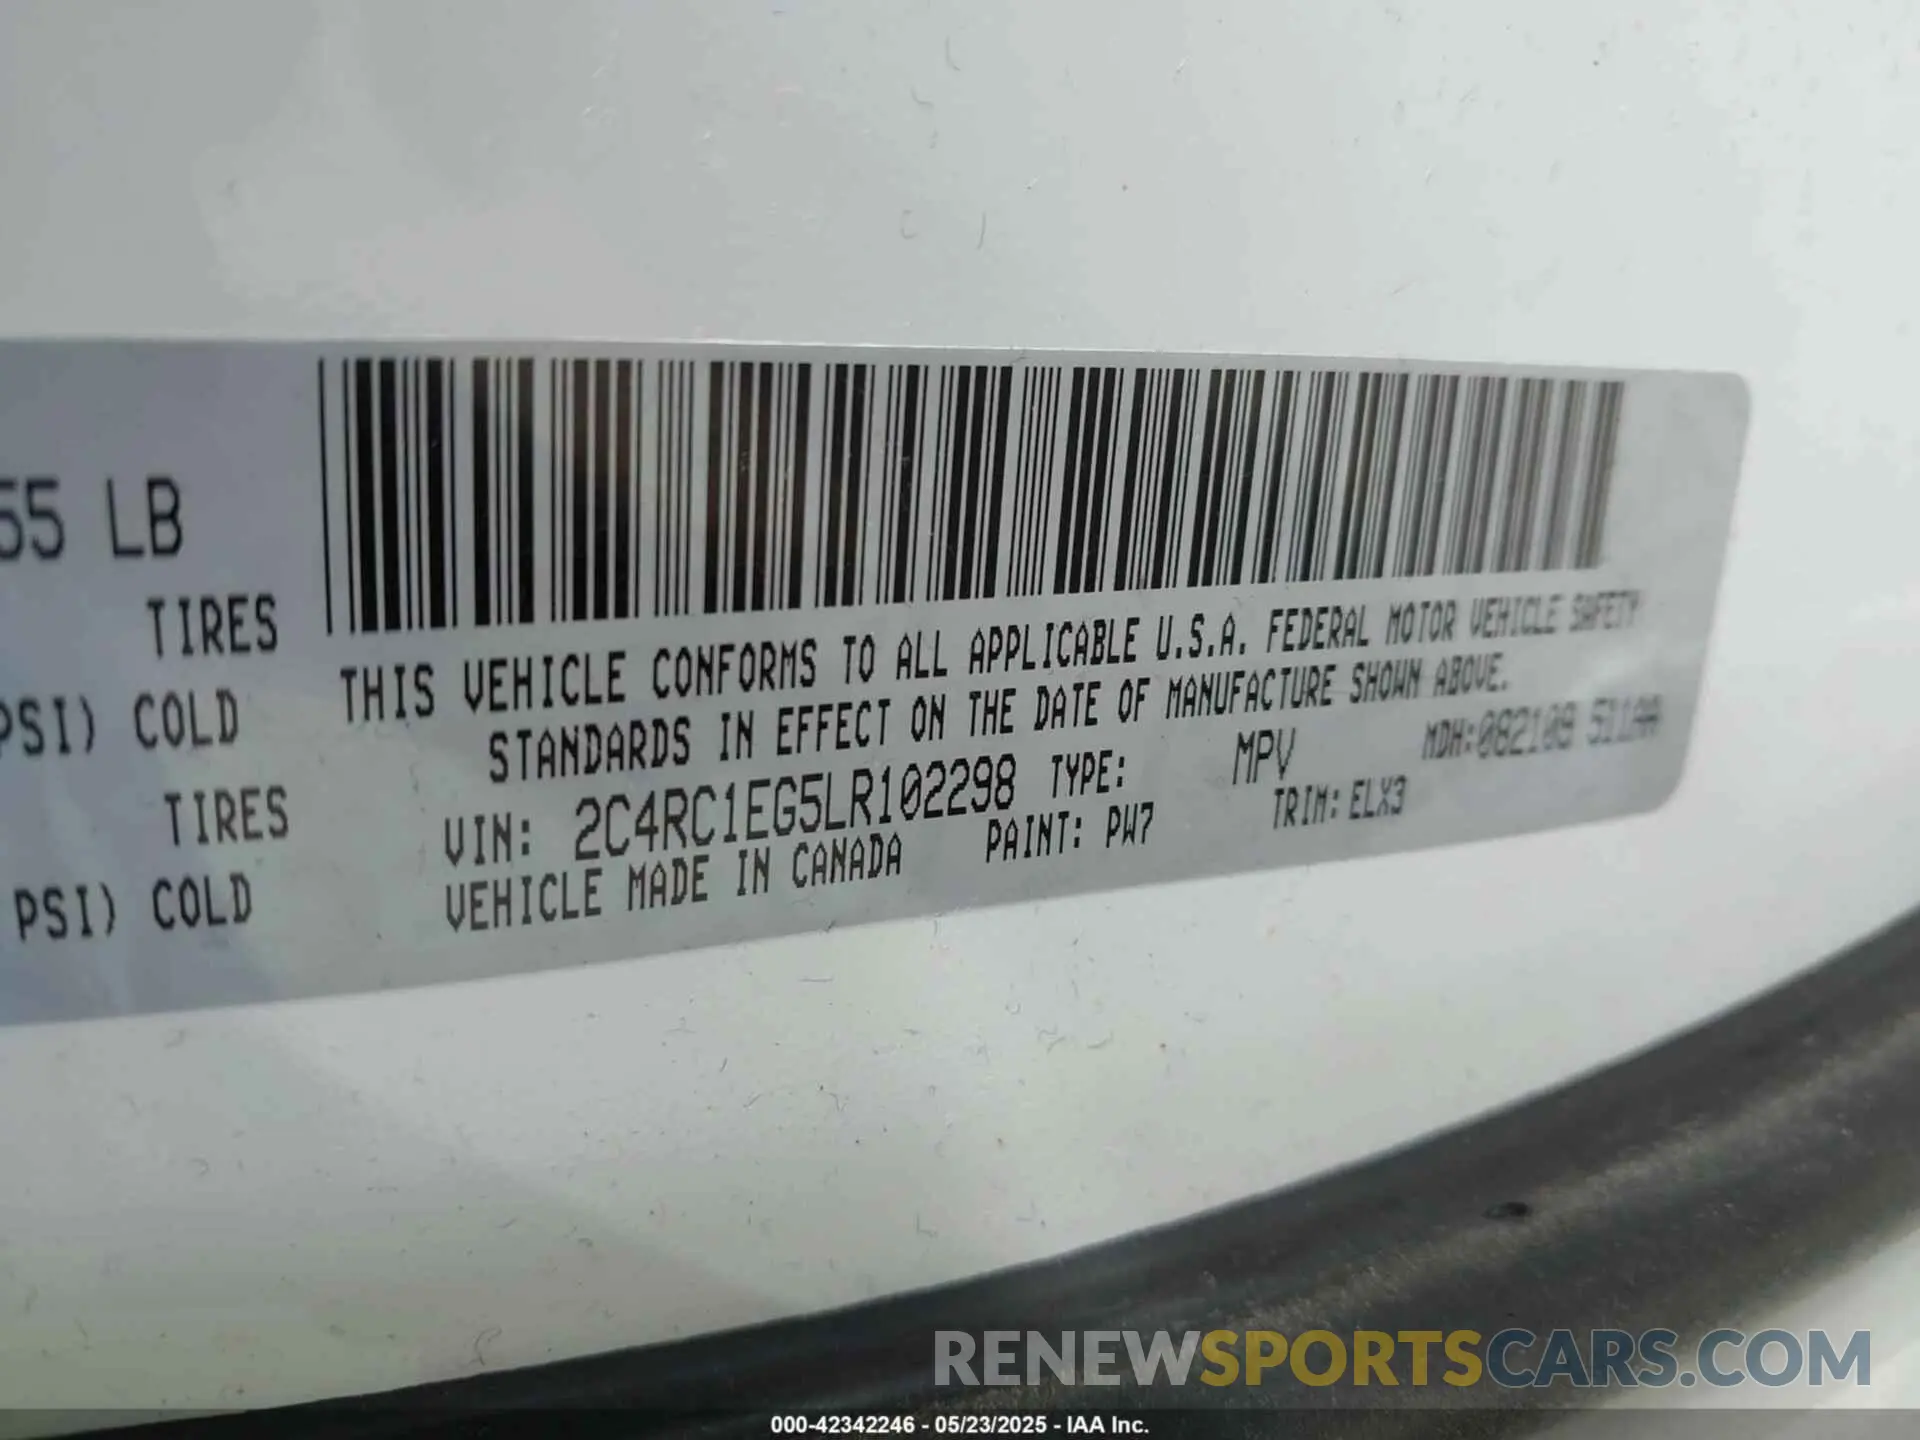 55 LB
TIRES
PSI) COLD
TIRES
PSI) COLD
THIS VEHICLE CONFORMS TO ALL APPLICABLE U.S.A. FEDERAL MOTOR VEHICLE SAFETY
STANDARDS IN EFFECT ON THE DATE OF MANUFACTURE SHOWN ABOVE.
VIN: 2C4RC1EG5LR102298 TYPE: MPV MDH:082109 511AA
VEHICLE MADE IN CANADA PAINT: PW7 TRIM: ELX3
RENEWSPORTSCARS.COM
000-42342246 - 05/23/2025 - IAA Inc.